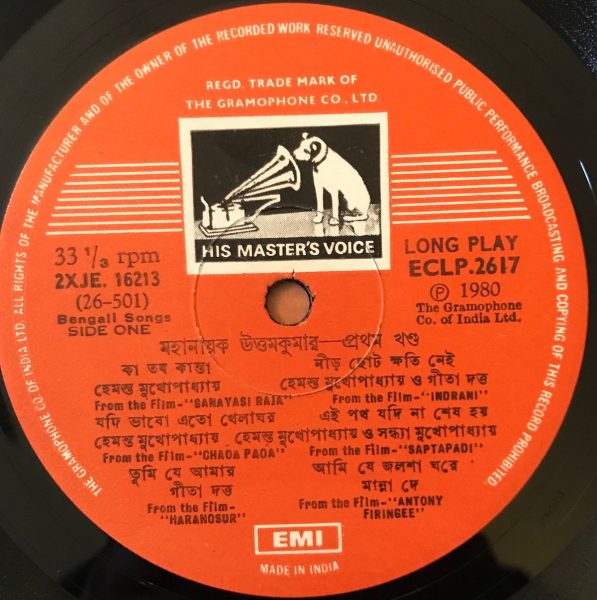 THE GRAMOPHONE CO. OF INDIA LTD. ALL RIGHTS OF THE MANUFACTURER AND OF THE OWNER OF THE RECORDED WORK RESERVED UNAUTHORISED PUBLIC PERFORMANCE BROADCASTING AND COPYING OF THIS RECORD PROHIBITED.
REGD. TRADE MARK OF
THE GRAMOPHONE CO., LTD.
HIS MASTER'S VOICE
33 1/3 rpm
2XJE. 16213
(26-501)
Bengali Songs
SIDE ONE
LONG PLAY
ECLP.2617
Ⓟ 1980
The Gramophone
Co. of India Ltd.
মহানায়ক উত্তমকুমার—প্রথম খণ্ড
কা তব কান্তা
হেমন্ত মুখোপাধ্যায়
From the Film-"SANAYASI RAJA"
নীড় ছোট ক্ষতি নেই
হেমন্ত মুখোপাধ্যায় ও গীতা দত্ত
From the Film-"INDRANI"
যদি ভাবো এতো খেলাঘর
হেমন্ত মুখোপাধ্যায়
From the Film-"CHAOA PAOA"
এই পথ যদি না শেষ হয়
হেমন্ত মুখোপাধ্যায় ও সন্ধ্যা মুখোপাধ্যায়
From the Film-"SAPTAPADI"
তুমি যে আমার
গীতা দত্ত
From the Film-
"HARANOSUR"
আমি যে জলশা ঘরে
মান্না দে
From the Film-"ANTONY
FIRINGEE"
EMI
MADE IN INDIA